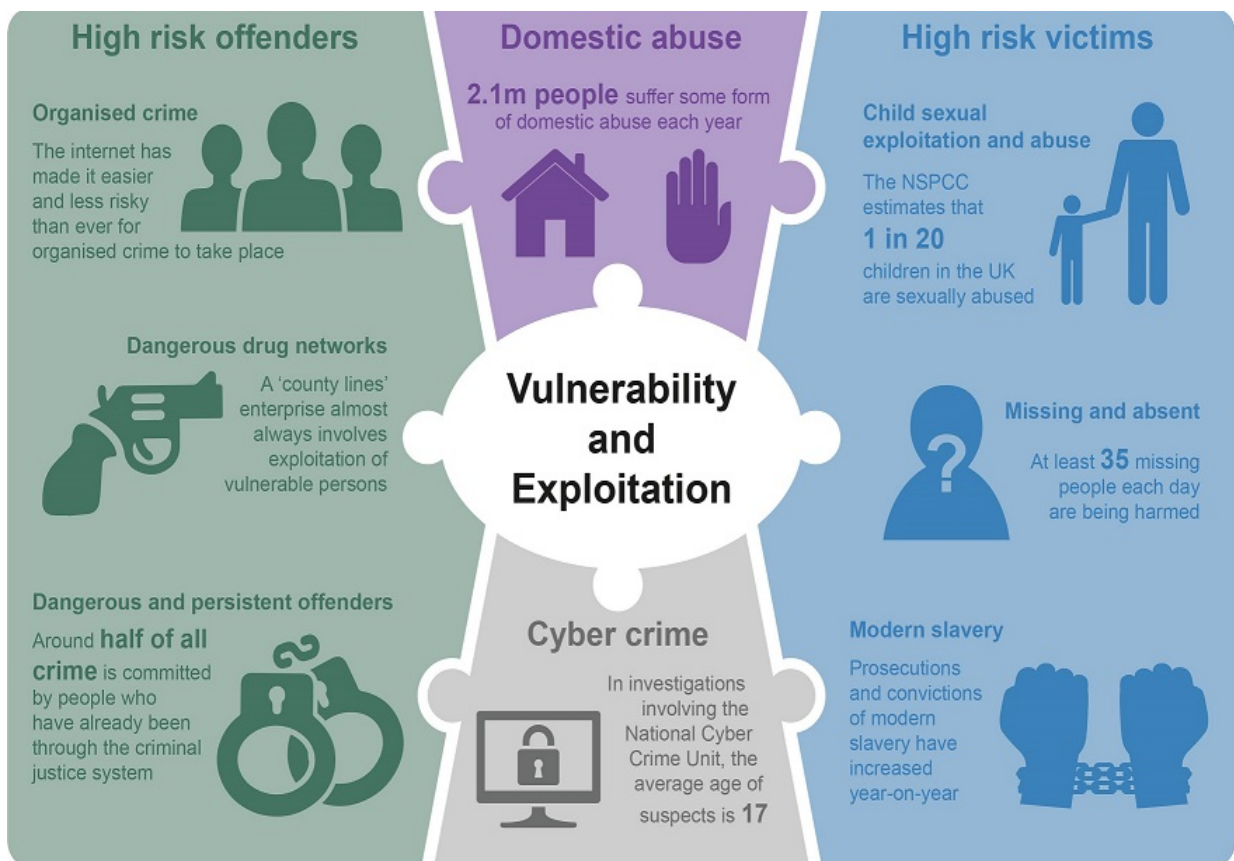 High risk offenders
Organised crime
The internet has
made it easier
and less risky
than ever for
organised crime to take place
Dangerous drug networks
A ‘county lines’
enterprise almost
always involves
exploitation of
vulnerable persons
Dangerous and persistent offenders
Around half of all
crime is committed
by people who
have already been
through the criminal
justice system
Domestic abuse
2.1m people suffer some form
of domestic abuse each year
Vulnerability
and
Exploitation
Cyber crime
In investigations
involving the
National Cyber
Crime Unit, the
average age of
suspects is 17
High risk victims
Child sexual
exploitation and abuse
The NSPCC
estimates that
1 in 20
children in the UK
are sexually abused
Missing and absent
?
At least 35 missing
people each day
are being harmed
Modern slavery
Prosecutions
and convictions
of modern
slavery have
increased
year-on-year